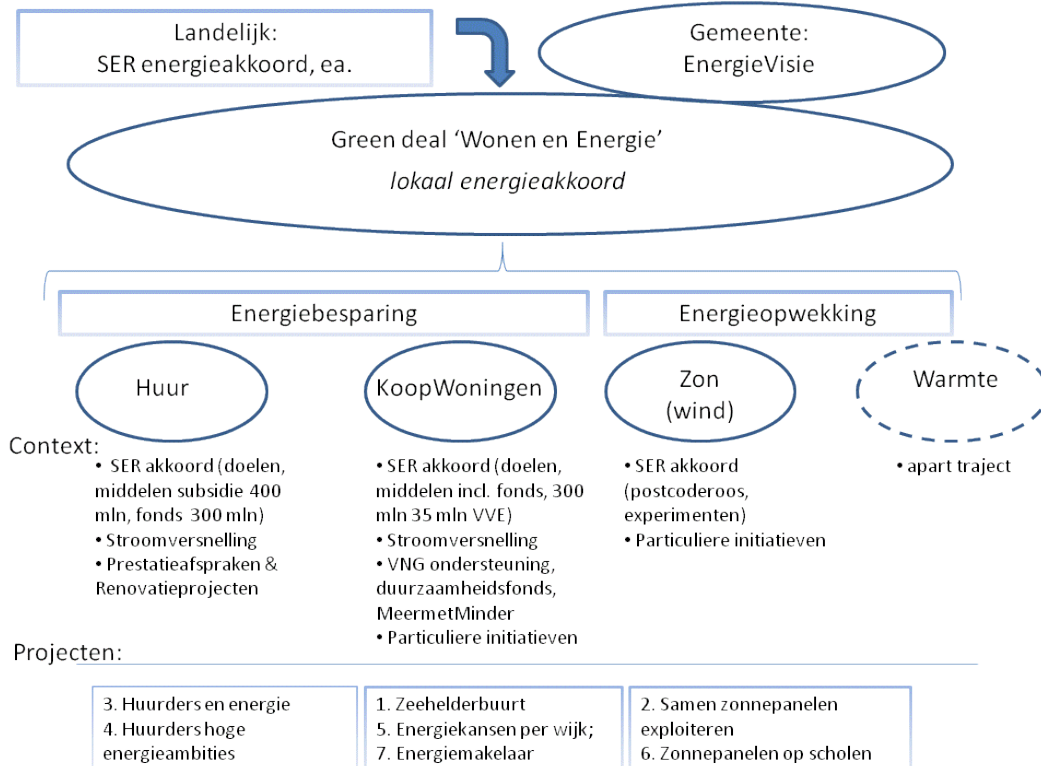 Landelijk:
SER energieakkoord, ea.
Gemeente:
EnergieVisie
Green deal ‘Wonen en Energie’
lokaal energieakkoord
Energiebesparing
Energieopwekking
Huur
KoopWoningen
Zon
(wind)
Warmte
Context:
• SER akkoord (doelen,
middelen subsidie 400
mln, fonds 300 mln)
• Stroomversnelling
• Prestatieafspraken &
Renovatieprojecten
• SER akkoord (doelen,
middelen incl. fonds, 300
mln 35 mln VVE)
• Stroomversnelling
• VNG ondersteuning,
duurzaamheidsfonds,
MeermetMinder
• Particuliere initiatieven
• SER akkoord
(postcoderoos,
experimenten)
• Particuliere initiatieven
• apart traject
Projecten:
3. Huurders en energie
4. Huurders hoge
energieambities
1. Zeehelderbuurt
5. Energiekansen per wijk;
7. Energiemakelaar
2. Samen zonnepanelen
exploiteren
6. Zonnepanelen op scholen